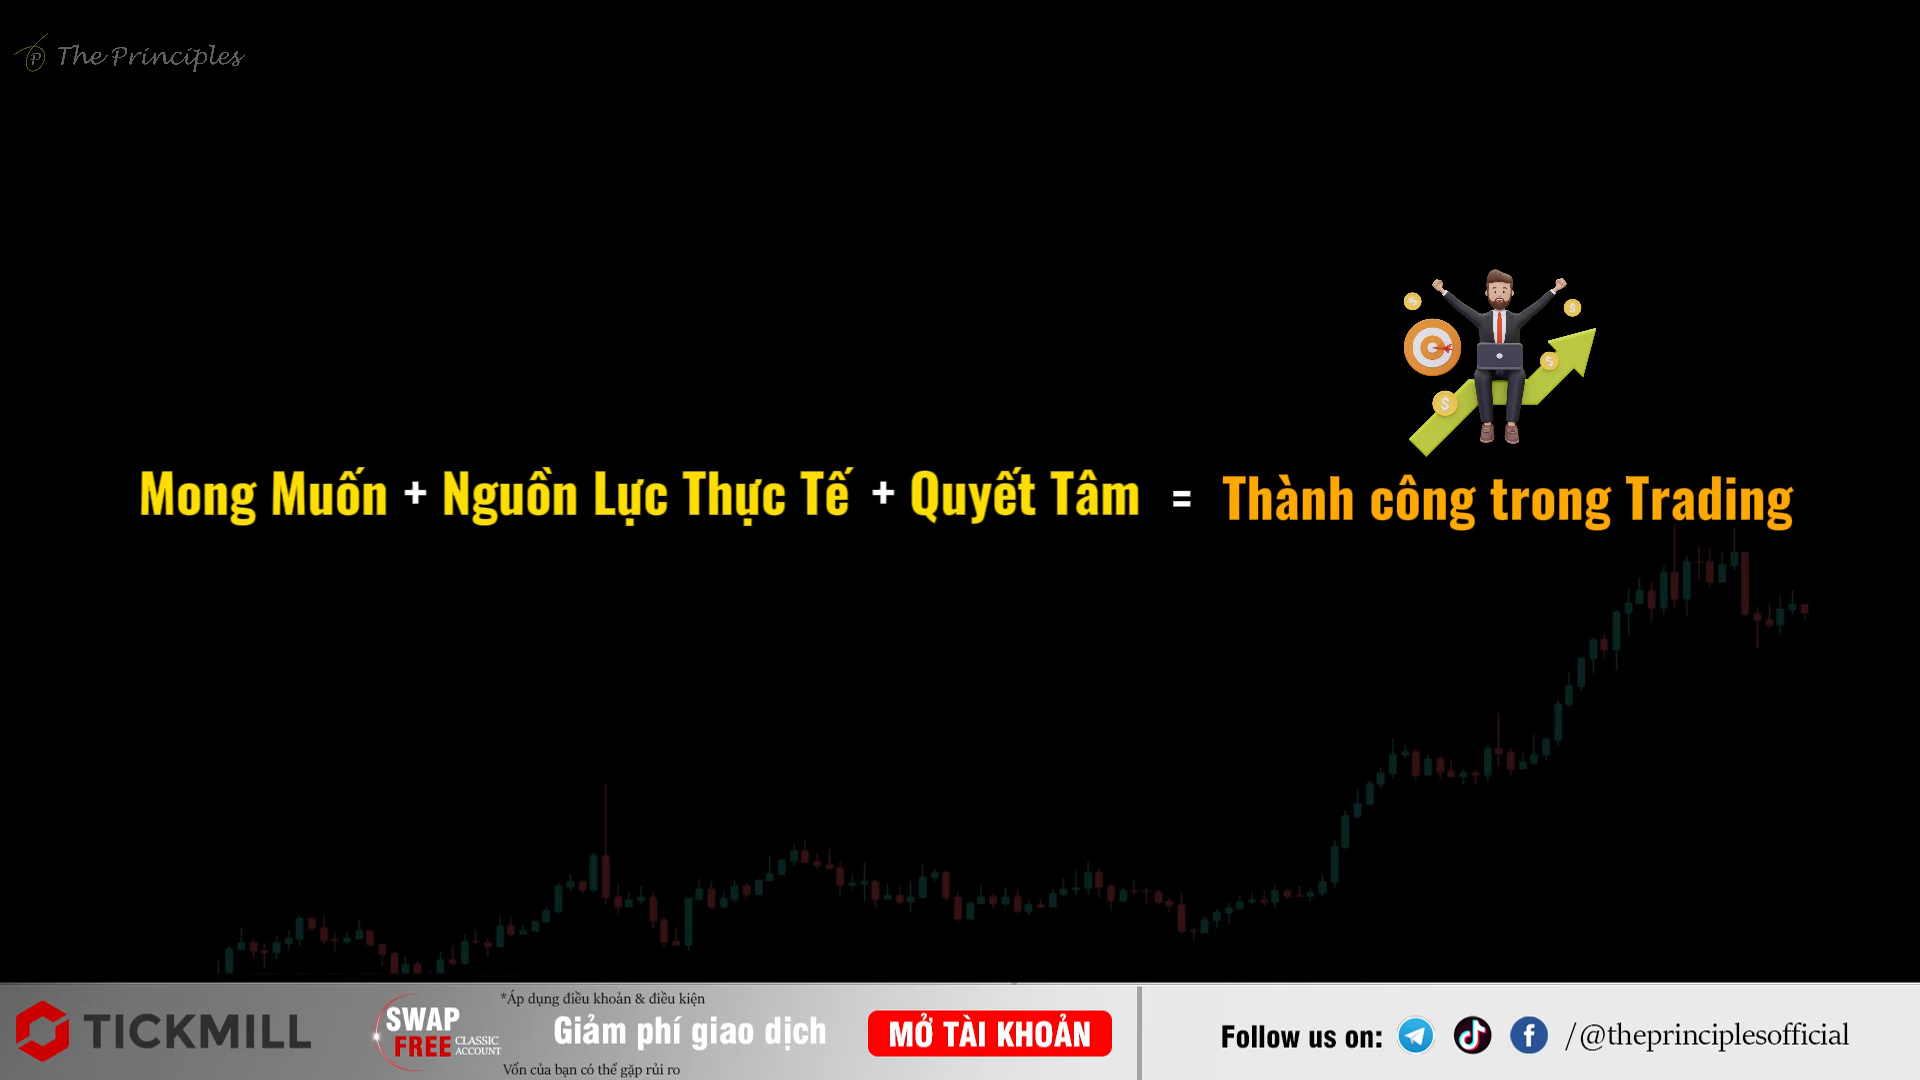 The Principles
Mong Muốn + Nguồn Lực Thực Tế + Quyết Tâm = Thành công trong Trading
TICKMILL
SWAP
FREE CLASSIC ACCOUNT
*Áp dụng điều khoản & điều kiện
Giảm phí giao dịch
Vốn của bạn có thể gặp rủi ro
MỞ TÀI KHOẢN
Follow us on: /@theprinciplesofficial